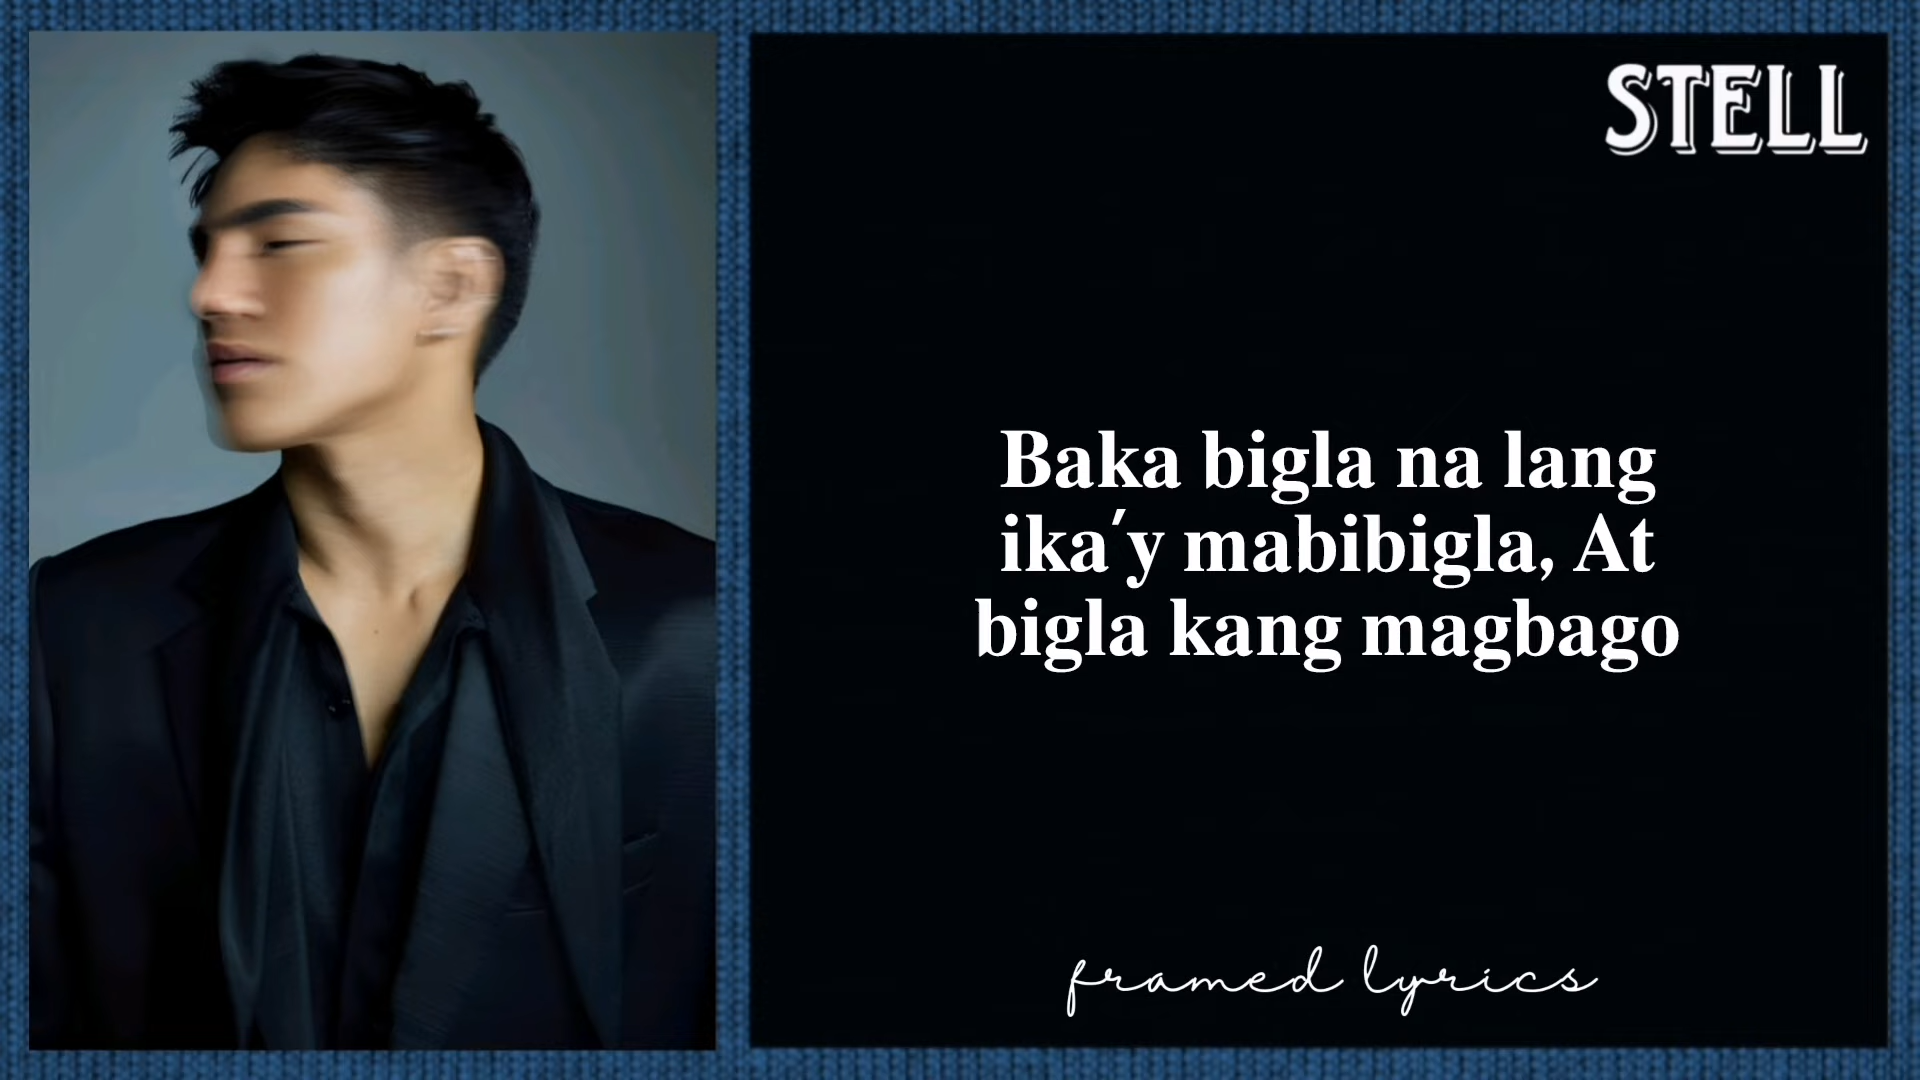 STELL
Baka bigla na lang
ika'y mabibigla, At
bigla kang magbago
framed lyrics